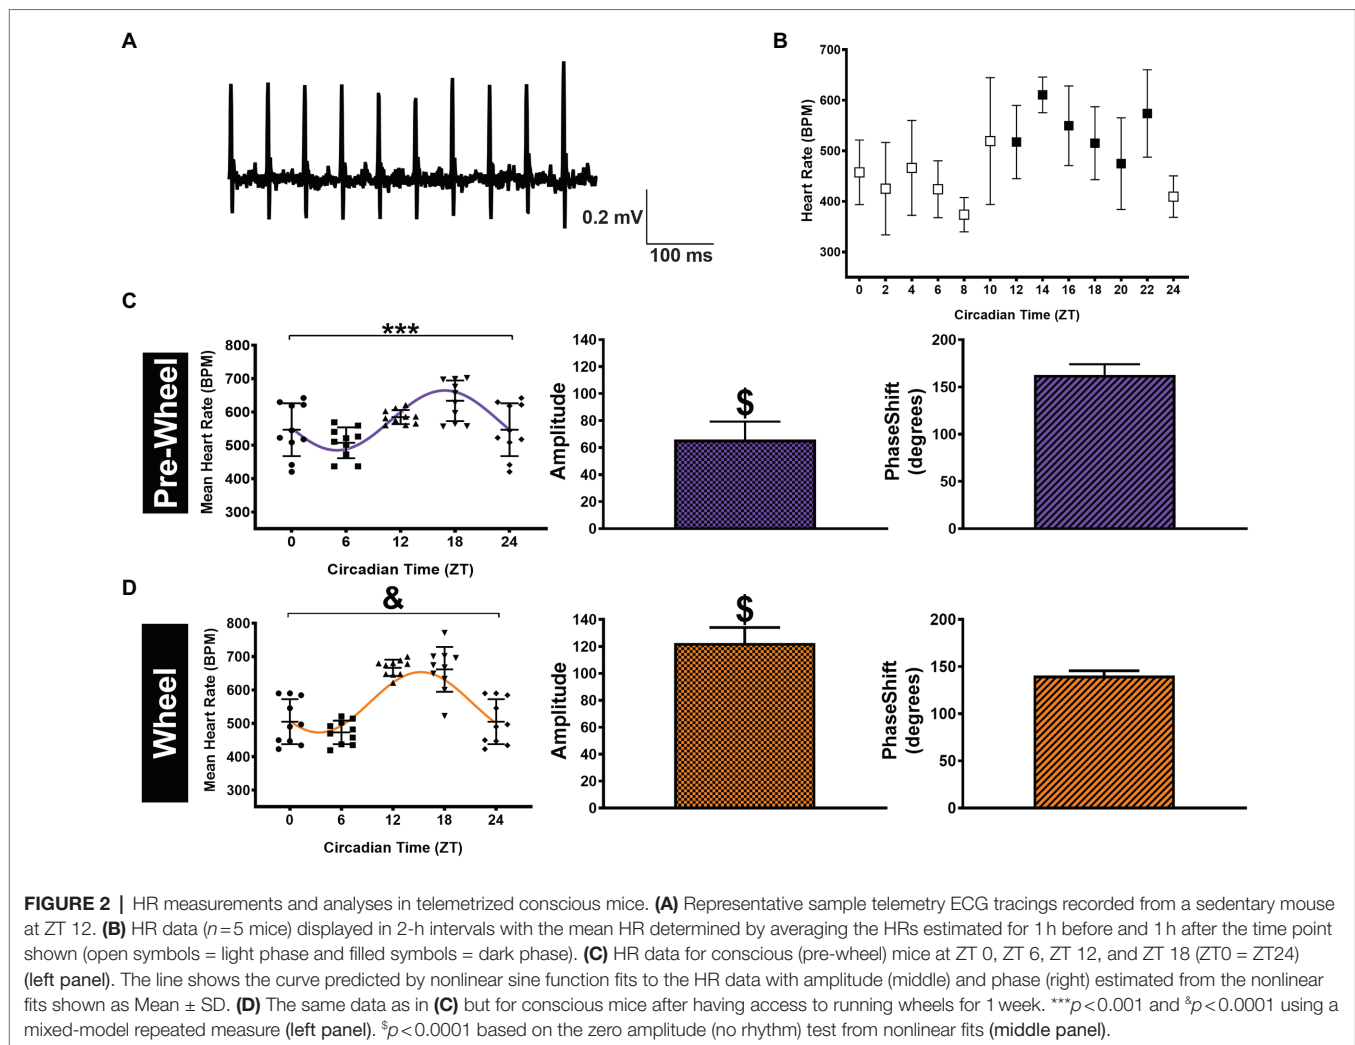 A
0.2 mV
100 ms
B
700
600
500
400
300
Heart Rate (BPM)
0 2 4 6 8 10 12 14 16 18 20 22 24
Circadian Time (ZT)
C
Pre-Wheel
***
800
700
600
500
400
300
Mean Heart Rate (BPM)
0 6 12 18 24
Circadian Time (ZT)
140
120
100
80
60
40
20
0
Amplitude
$
200
150
100
50
0
PhaseShift
(degrees)
D
Wheel
&
800
700
600
500
400
300
Mean Heart Rate (BPM)
0 6 12 18 24
Circadian Time (ZT)
140
120
100
80
60
40
20
0
Amplitude
$
200
150
100
50
0
PhaseShift
(degrees)
FIGURE 2 | HR measurements and analyses in telemetrized conscious mice. (A) Representative sample telemetry ECG tracings recorded from a sedentary mouse
at ZT 12. (B) HR data (n=5 mice) displayed in 2-h intervals with the mean HR determined by averaging the HRs estimated for 1 h before and 1 h after the time point
shown (open symbols = light phase and filled symbols = dark phase). (C) HR data for conscious (pre-wheel) mice at ZT 0, ZT 6, ZT 12, and ZT 18 (ZT0 = ZT24)
(left panel). The line shows the curve predicted by nonlinear sine function fits to the HR data with amplitude (middle) and phase (right) estimated from the nonlinear
fits shown as Mean ± SD. (D) The same data as in (C) but for conscious mice after having access to running wheels for 1 week. ***p<0.001 and &p<0.0001 using a
mixed-model repeated measure (left panel). $p<0.0001 based on the zero amplitude (no rhythm) test from nonlinear fits (middle panel).